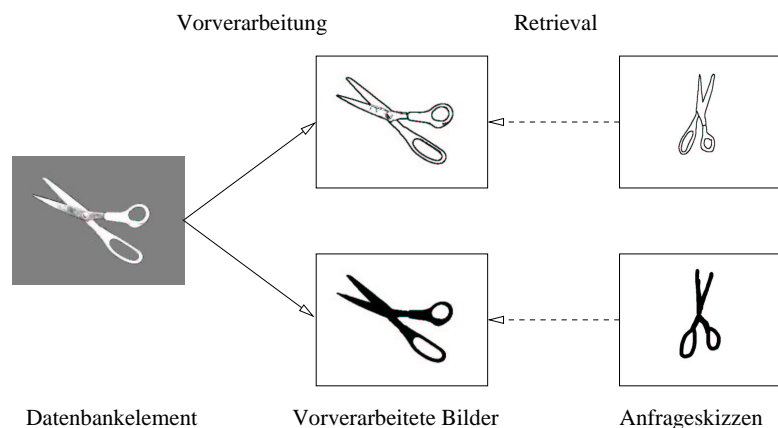 Vorverarbeitung Retrieval
Datenbankelement Vorverarbeitete Bilder Anfrageskizzen